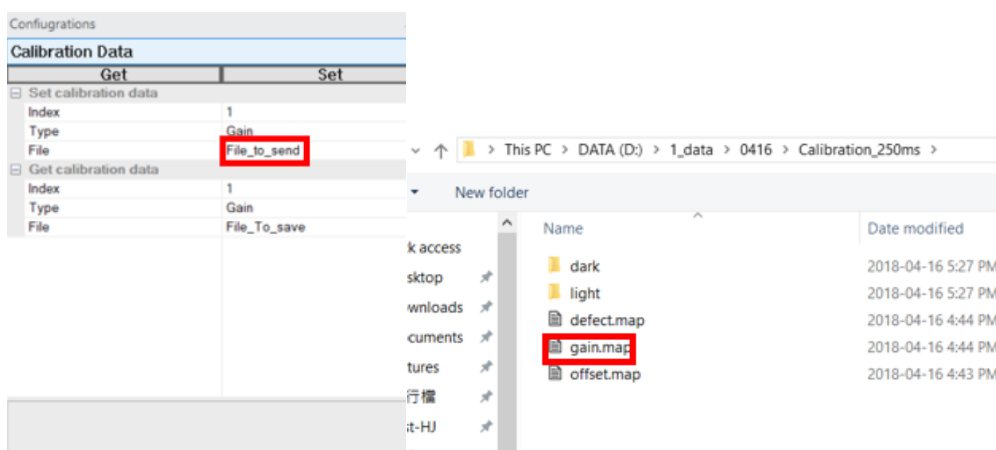 Confiugrations
Calibration Data
Get Set
Set calibration data
Index 1
Type Gain
File File_to_send
Get calibration data
Index 1
Type Gain
File File_To_save
This PC > DATA (D:) > 1_data > 0416 > Calibration_250ms >
New folder
Name Date modified
k access
sktop
wnloads
cuments
tures
行檔
st-HJ
dark 2018-04-16 5:27 PM
light 2018-04-16 5:27 PM
defect.map 2018-04-16 4:44 PM
gain.map 2018-04-16 4:44 PM
offset.map 2018-04-16 4:43 PM